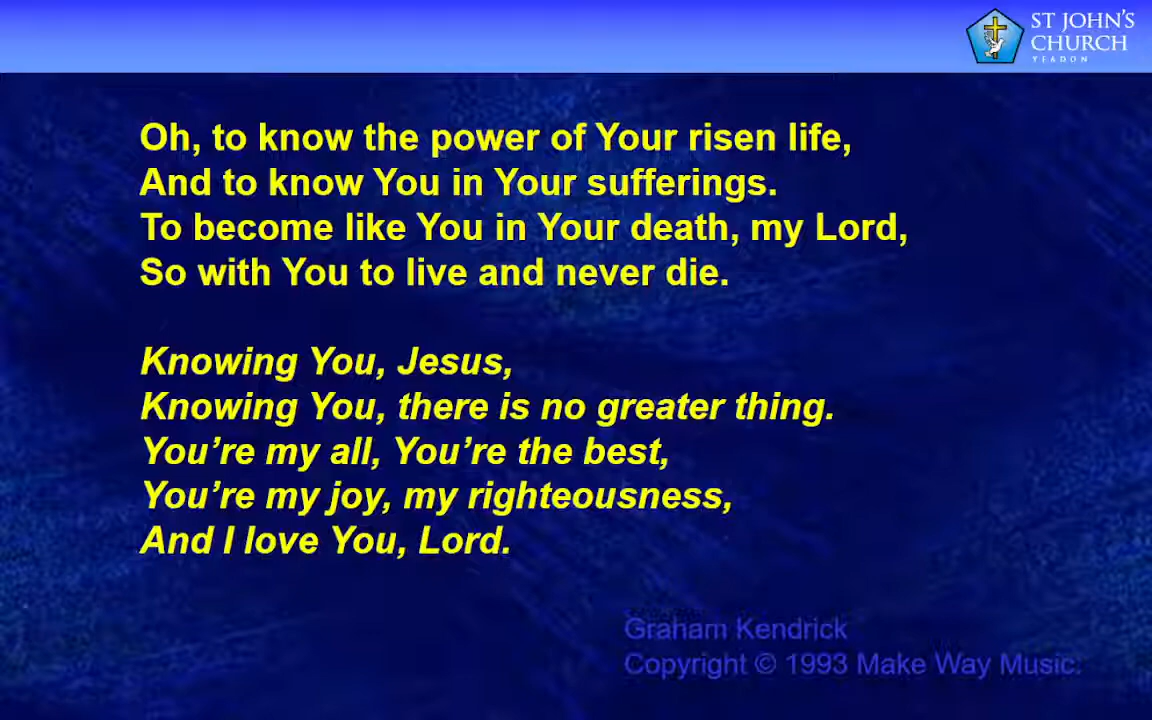 ST JOHN'S
CHURCH
YEADON
Oh, to know the power of Your risen life,
And to know You in Your sufferings.
To become like You in Your death, my Lord,
So with You to live and never die.
Knowing You, Jesus,
Knowing You, there is no greater thing.
You’re my all, You’re the best,
You’re my joy, my righteousness,
And I love You, Lord.
Graham Kendrick
Copyright © 1993 Make Way Music.